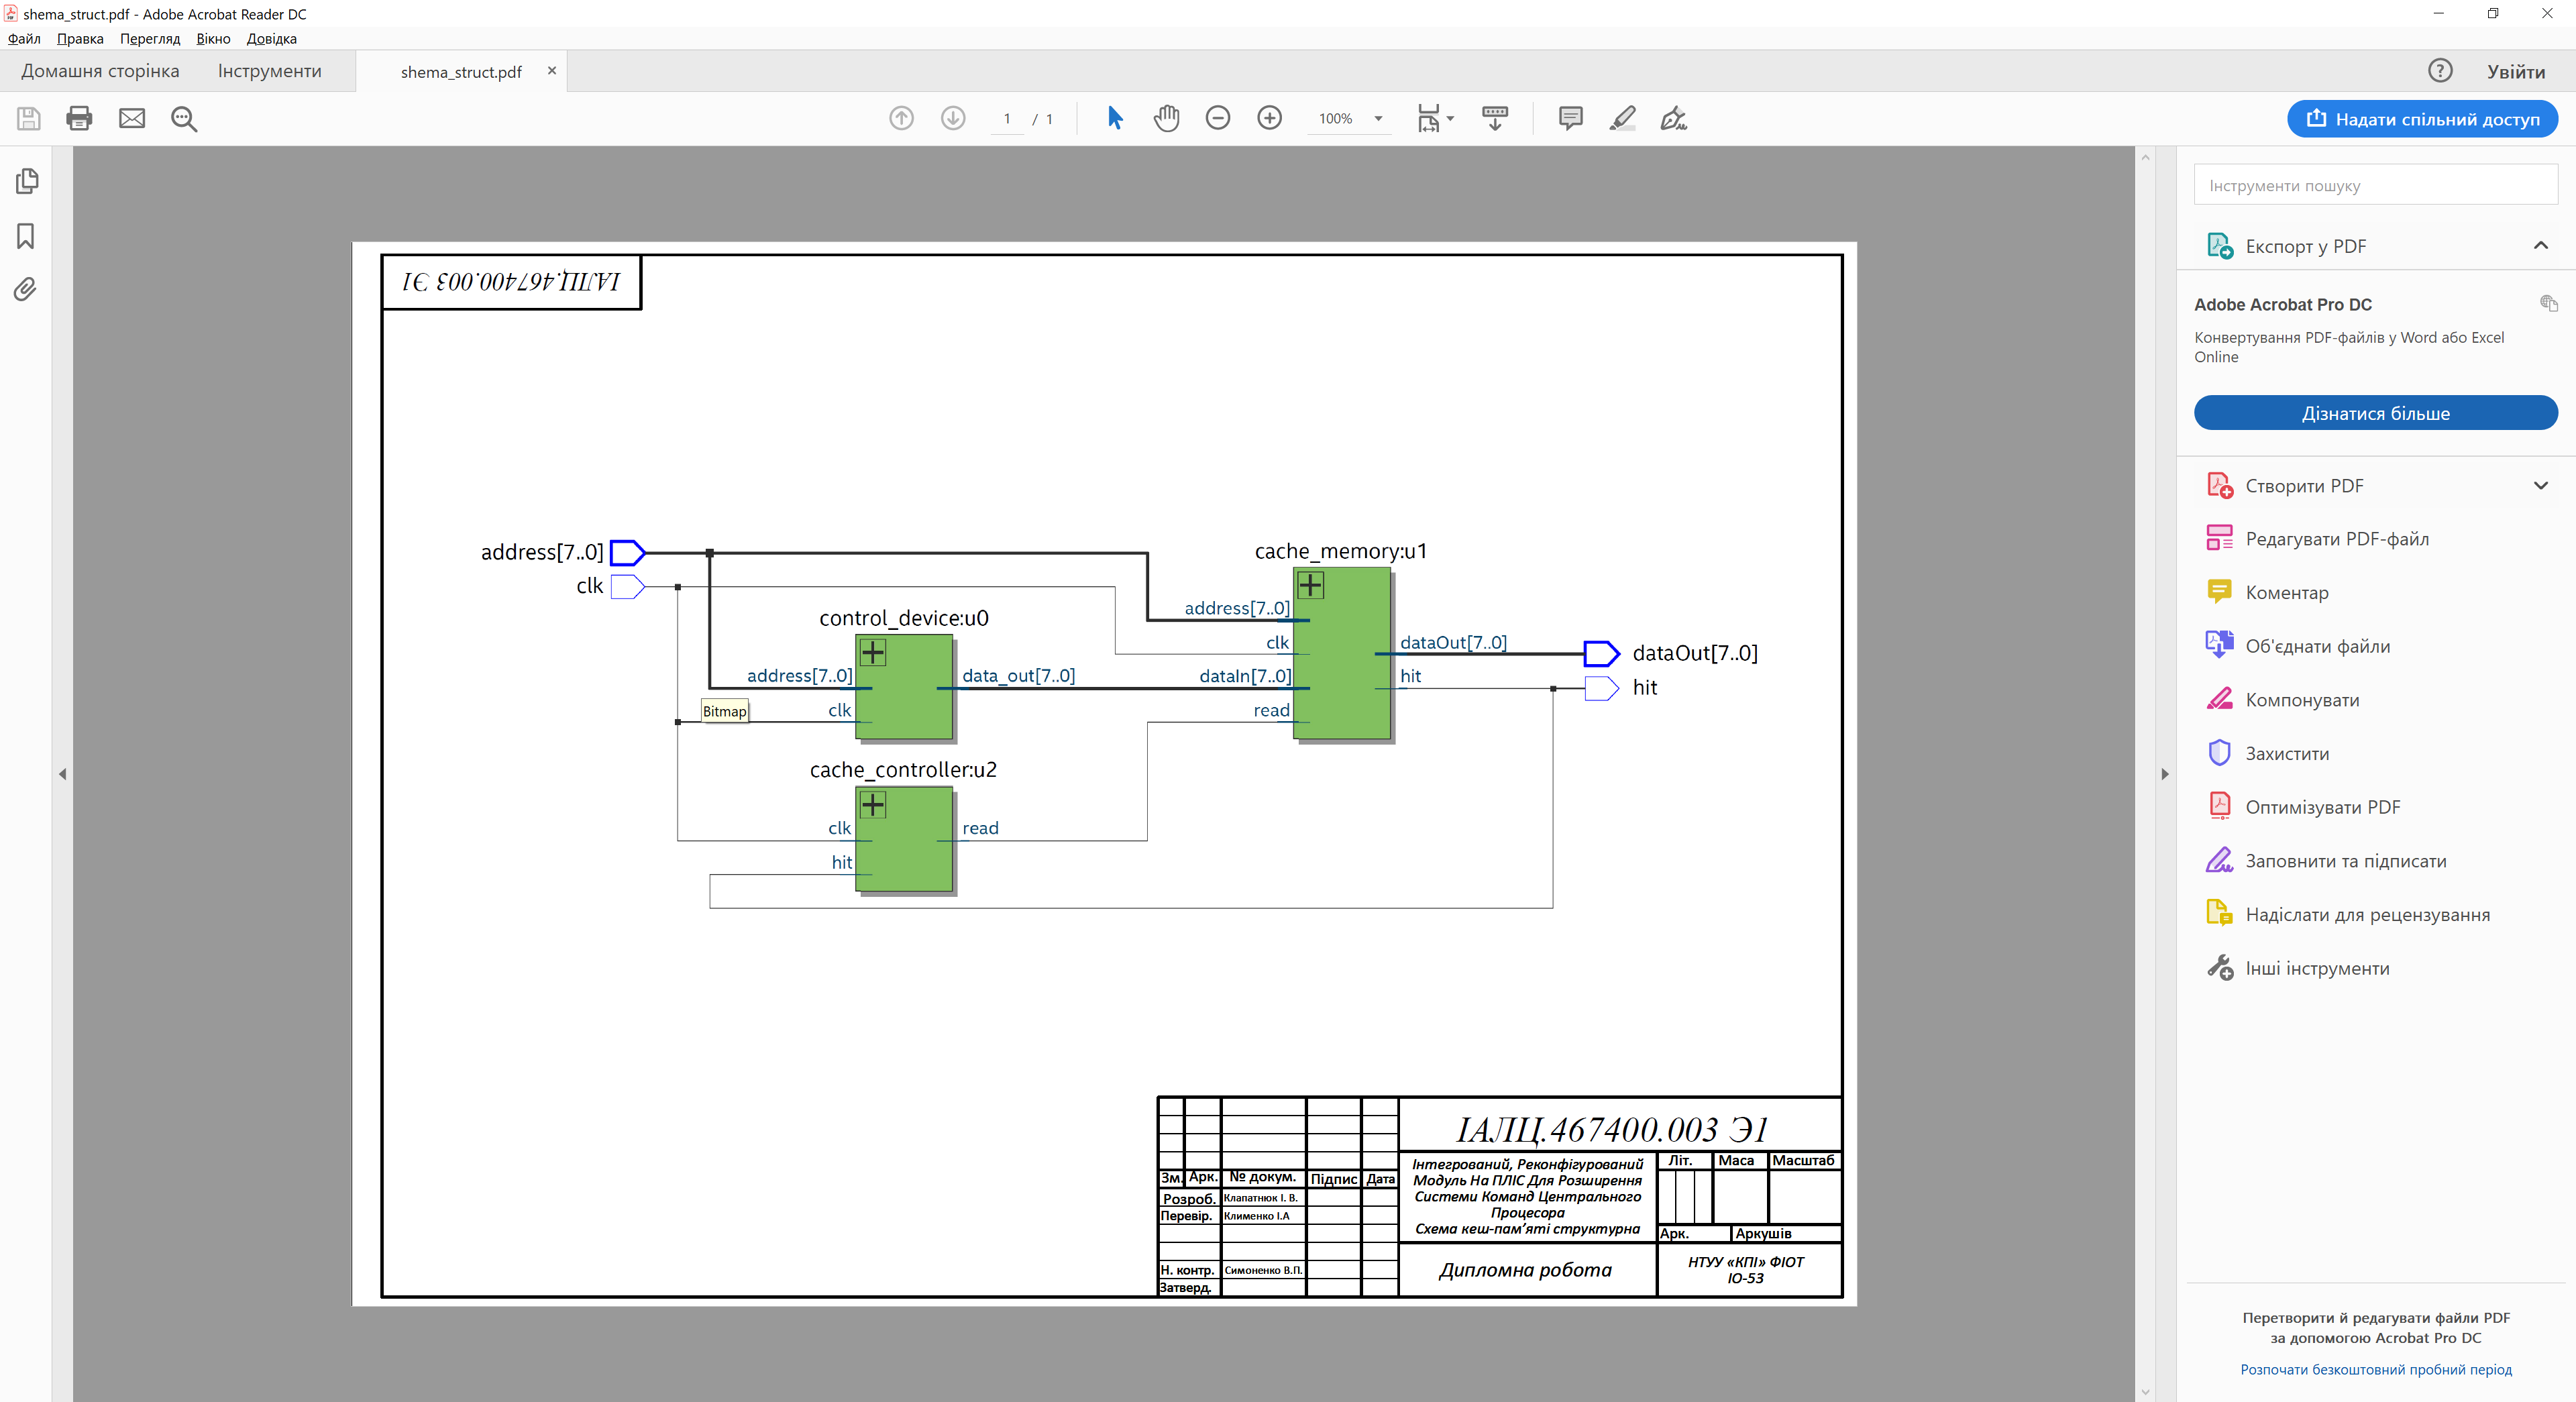 shema_struct.pdf - Adobe Acrobat Reader DC
Файл Правка Перегляд Вікно Довідка
Домашня сторінка Інструменти shema_struct.pdf Увійти
1 / 1 100% Надати спільний доступ
ІАЛЦ.467400.003 Э1
address[7..0]
clk
control_device:u0
address[7..0] data_out[7..0]
Bitmap clk
cache_controller:u2
clk read
hit
cache_memory:u1
address[7..0]
clk dataOut[7..0]
dataIn[7..0] hit
read
dataOut[7..0]
hit
ІАЛЦ.467400.003 Э1
Зм. Арк. № докум. Підпис Дата
Розроб. Клапатнюк І. В.
Перевір. Клименко І.А
Н. контр. Симоненко В.П.
Затверд.
Інтегрований, Реконфігурований
Модуль На ПЛІС Для Розширення
Системи Команд Центрального
Процесора
Схема кеш-пам’яті структурна
Літ. Маса Масштаб
Арк. Аркушів
Дипломна робота
НТУУ «КПІ» ФІОТ
ІО-53
Інструменти пошуку
Експорт у PDF
Adobe Acrobat Pro DC
Конвертування PDF-файлів у Word або Excel
Online
Дізнатися більше
Створити PDF
Редагувати PDF-файл
Коментар
Об'єднати файли
Компонувати
Захистити
Оптимізувати PDF
Заповнити та підписати
Надіслати для рецензування
Інші інструменти
Перетворити й редагувати файли PDF
за допомогою Acrobat Pro DC
Розпочати безкоштовний пробний період